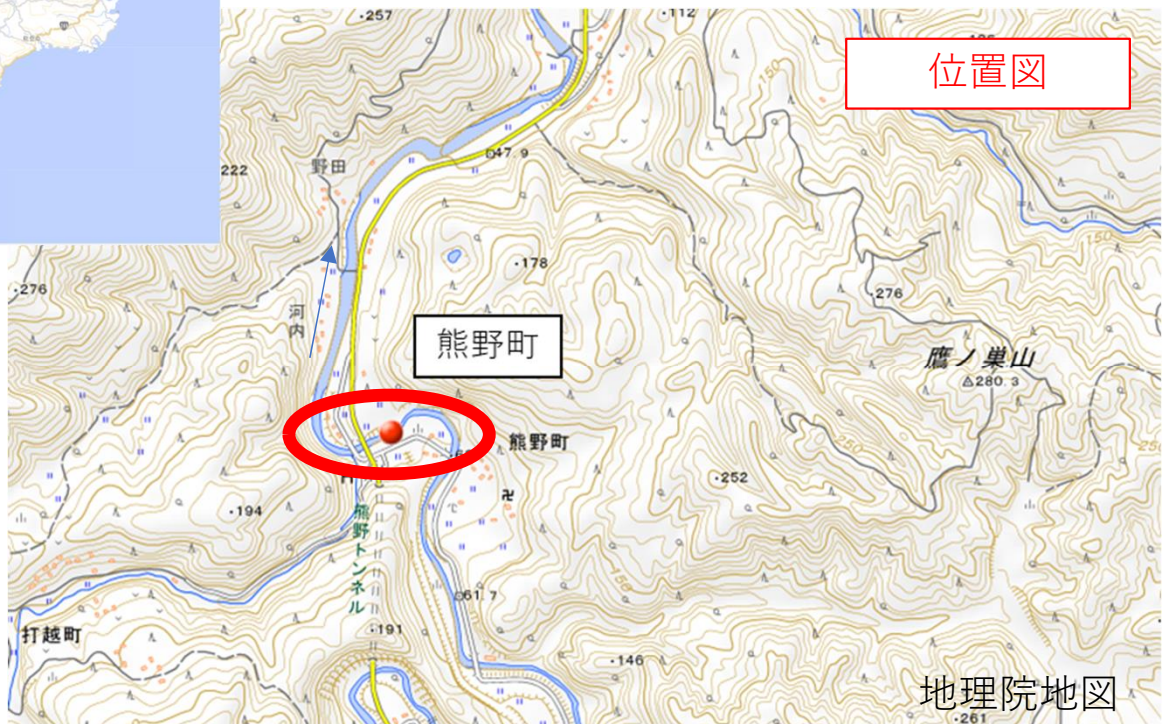 ・257
・112
位置図
222
野田
47.9
・178
・276
河内
・276
熊野町
鷹ノ巣山
△280.3
熊野町
250
・252
・194
熊野トンネル
61.7
150
打越町
・191
・146
地理院地図
・261
150
150